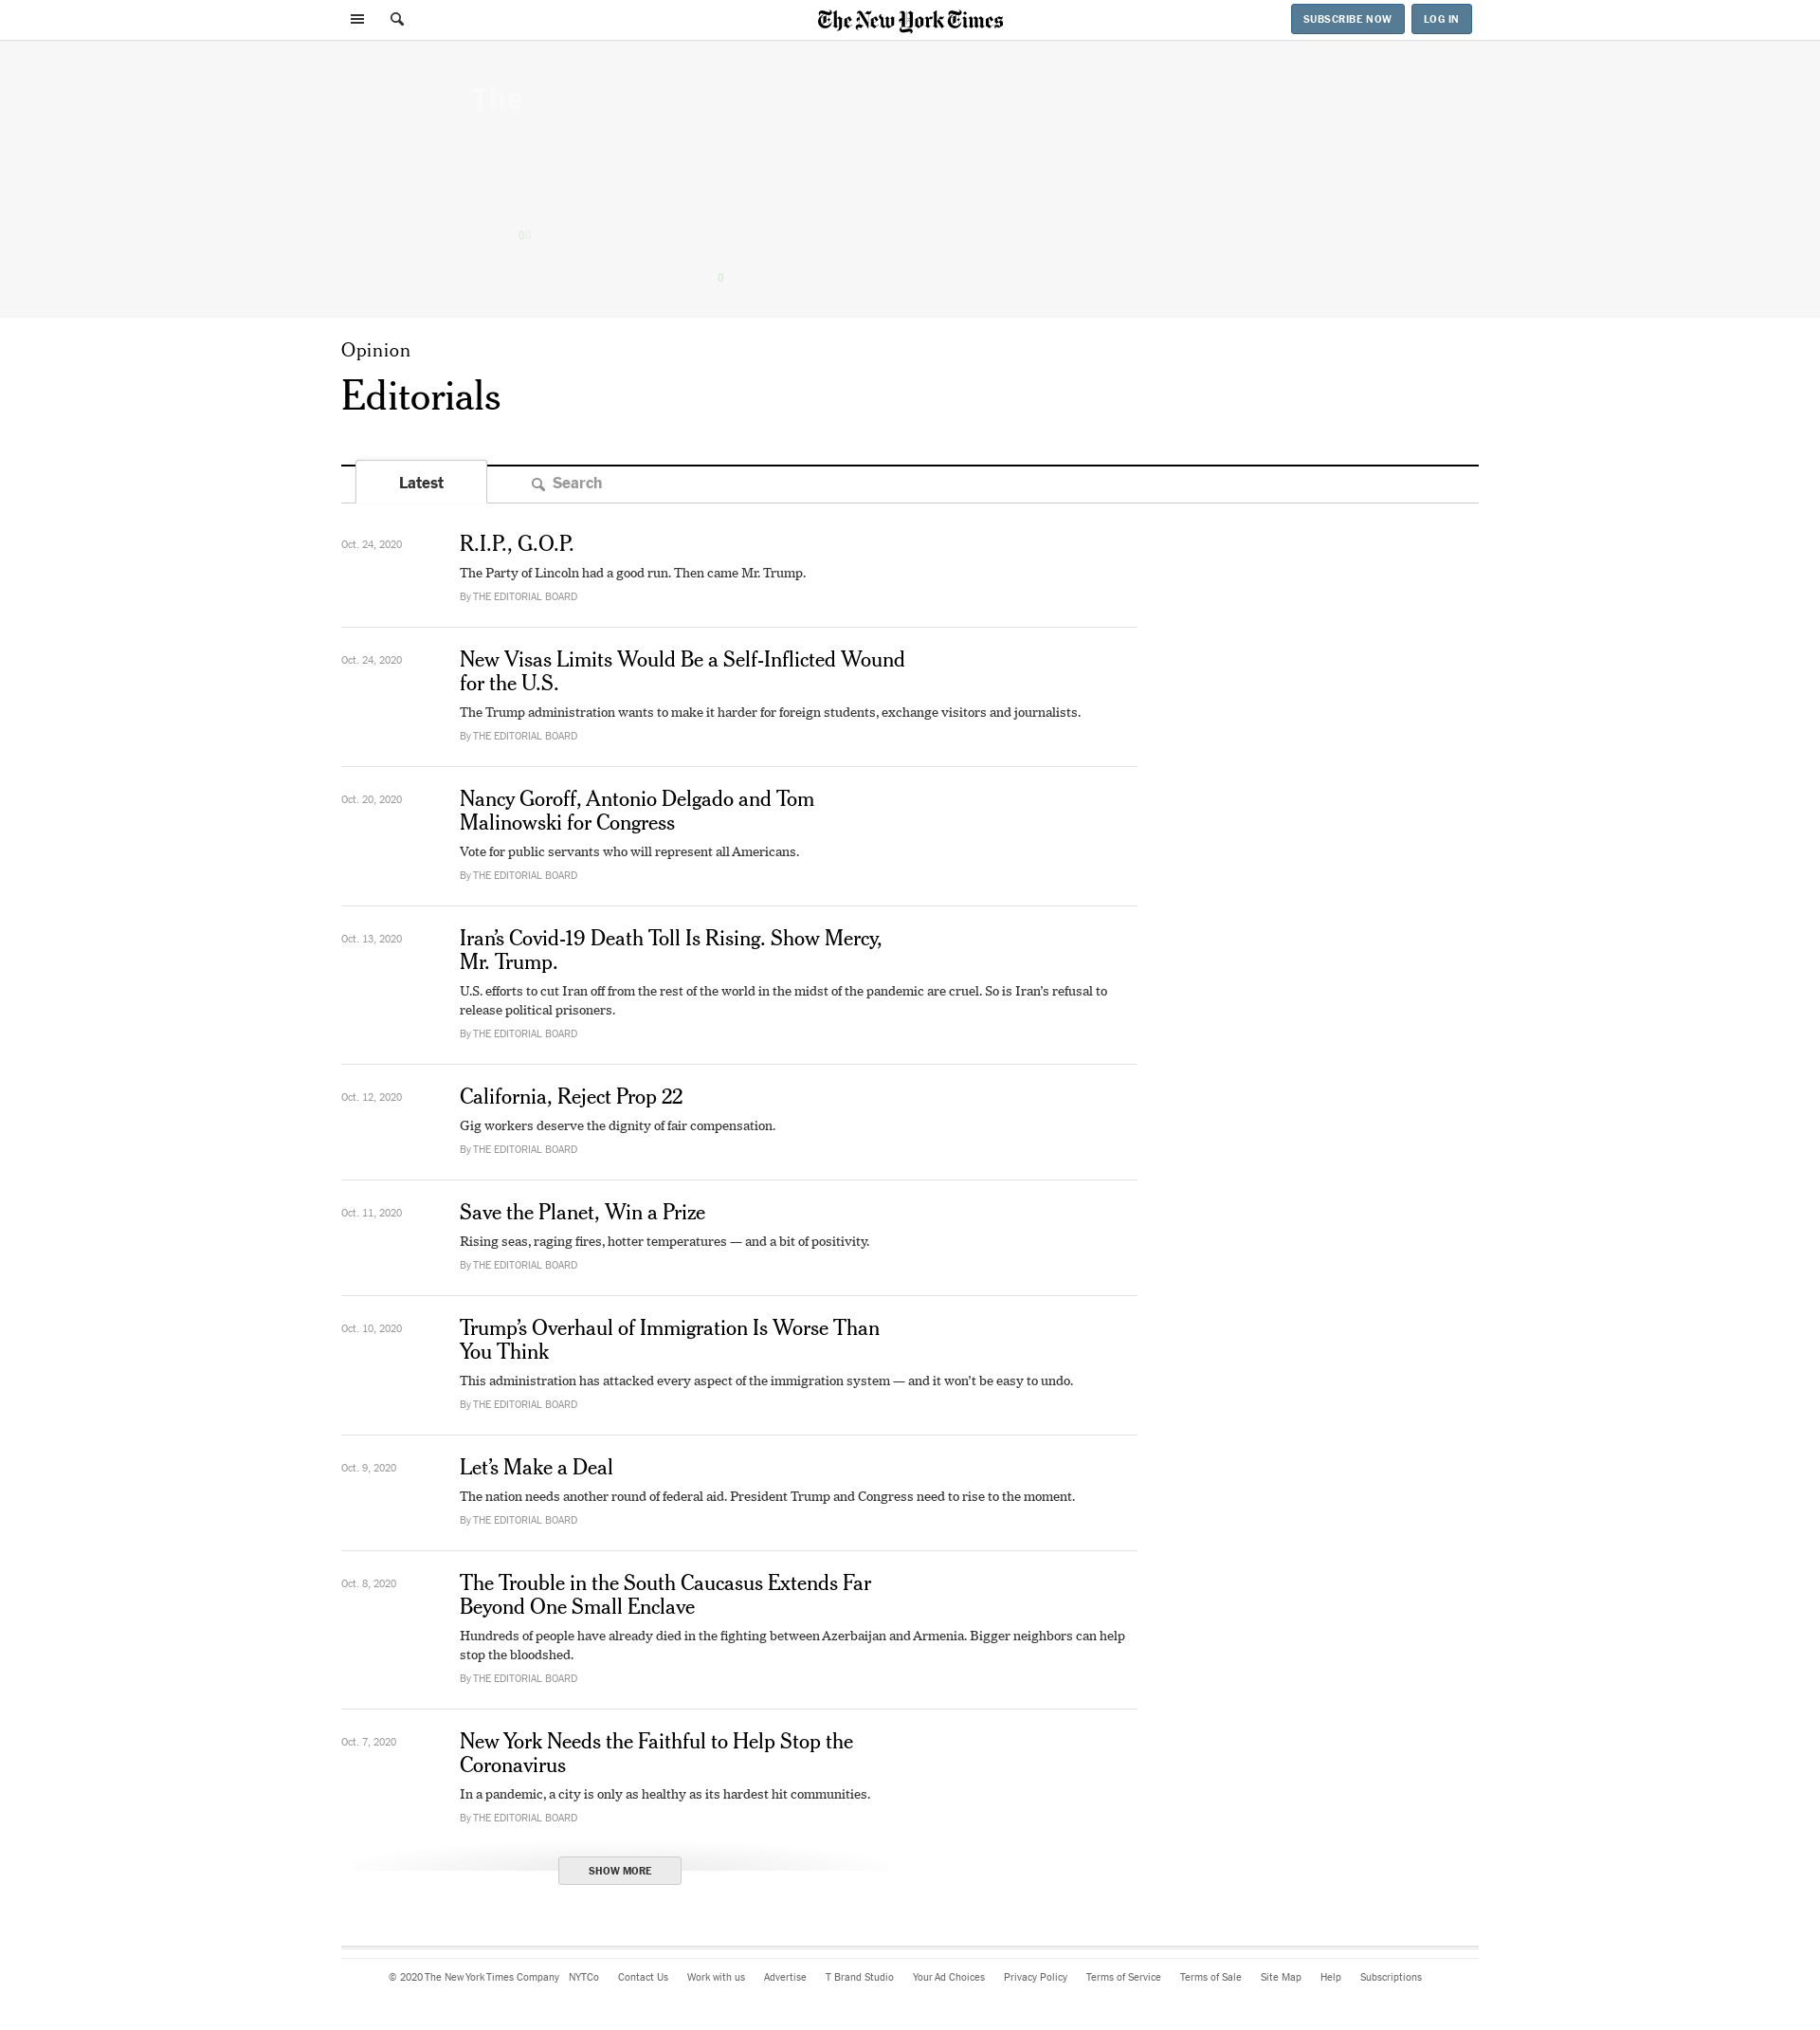 The New York Times
SUBSCRIBE NOW
LOG IN
The
Opinion
Editorials
Latest
Search
Oct. 24, 2020
R.I.P., G.O.P.
The Party of Lincoln had a good run. Then came Mr. Trump.
By THE EDITORIAL BOARD
Oct. 24, 2020
New Visas Limits Would Be a Self-Inflicted Wound
for the U.S.
The Trump administration wants to make it harder for foreign students, exchange visitors and journalists.
By THE EDITORIAL BOARD
Oct. 20, 2020
Nancy Goroff, Antonio Delgado and Tom
Malinowski for Congress
Vote for public servants who will represent all Americans.
By THE EDITORIAL BOARD
Oct. 13, 2020
Iran’s Covid-19 Death Toll Is Rising. Show Mercy,
Mr. Trump.
U.S. efforts to cut Iran off from the rest of the world in the midst of the pandemic are cruel. So is Iran’s refusal to
release political prisoners.
By THE EDITORIAL BOARD
Oct. 12, 2020
California, Reject Prop 22
Gig workers deserve the dignity of fair compensation.
By THE EDITORIAL BOARD
Oct. 11, 2020
Save the Planet, Win a Prize
Rising seas, raging fires, hotter temperatures — and a bit of positivity.
By THE EDITORIAL BOARD
Oct. 10, 2020
Trump’s Overhaul of Immigration Is Worse Than
You Think
This administration has attacked every aspect of the immigration system — and it won’t be easy to undo.
By THE EDITORIAL BOARD
Oct. 9, 2020
Let’s Make a Deal
The nation needs another round of federal aid. President Trump and Congress need to rise to the moment.
By THE EDITORIAL BOARD
Oct. 8, 2020
The Trouble in the South Caucasus Extends Far
Beyond One Small Enclave
Hundreds of people have already died in the fighting between Azerbaijan and Armenia. Bigger neighbors can help
stop the bloodshed.
By THE EDITORIAL BOARD
Oct. 7, 2020
New York Needs the Faithful to Help Stop the
Coronavirus
In a pandemic, a city is only as healthy as its hardest hit communities.
By THE EDITORIAL BOARD
SHOW MORE
© 2020 The New York Times Company NYTCo Contact Us Work with us Advertise T Brand Studio Your Ad Choices Privacy Policy Terms of Service Terms of Sale Site Map Help Subscriptions